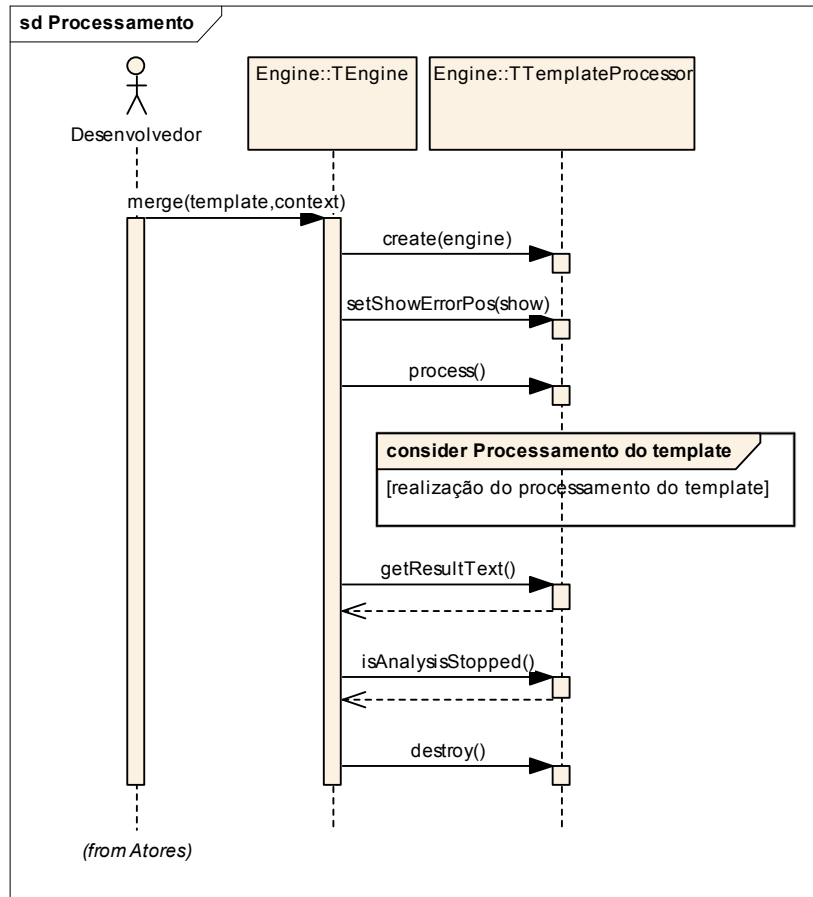 sd Processamento
Engine::TEngine
Engine::TTemplateProcessor
Desenvolvedor
merge(template,context)
create(engine)
setShowErrorPos(show)
process()
consider Processamento do template
[realização do processamento do template]
getResultText()
isAnalysisStopped()
destroy()
(from Atores)